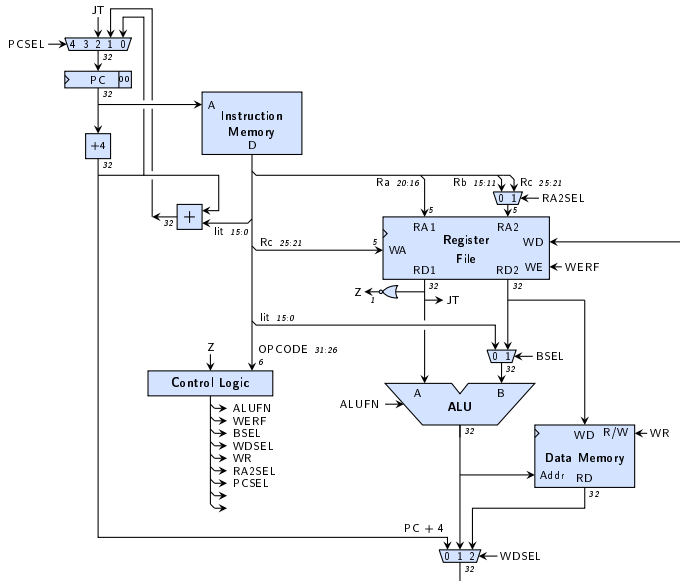 JT
PCSEL
4 3 2 1 0
32
PC 00
32
A
Instruction
Memory
D
+4
32
Ra 20:16
Rb 15:11
Rc 25:21
0 1
RA2SEL
5
5
+
32
lit 15:0
Rc 25:21
5
RA1
RA2
WA
Register
File
WD
WE
WERF
RD1
RD2
32
32
Z
1
JT
lit 15:0
Z
OPCODE 31:26
6
0 1
BSEL
32
Control Logic
ALUFN
WERF
BSEL
WDSEL
WR
RA2SEL
PCSEL
ALUFN
A
B
ALU
32
WD R/W
WR
Data Memory
Addr
RD
32
PC + 4
0 1 2
WDSEL
32